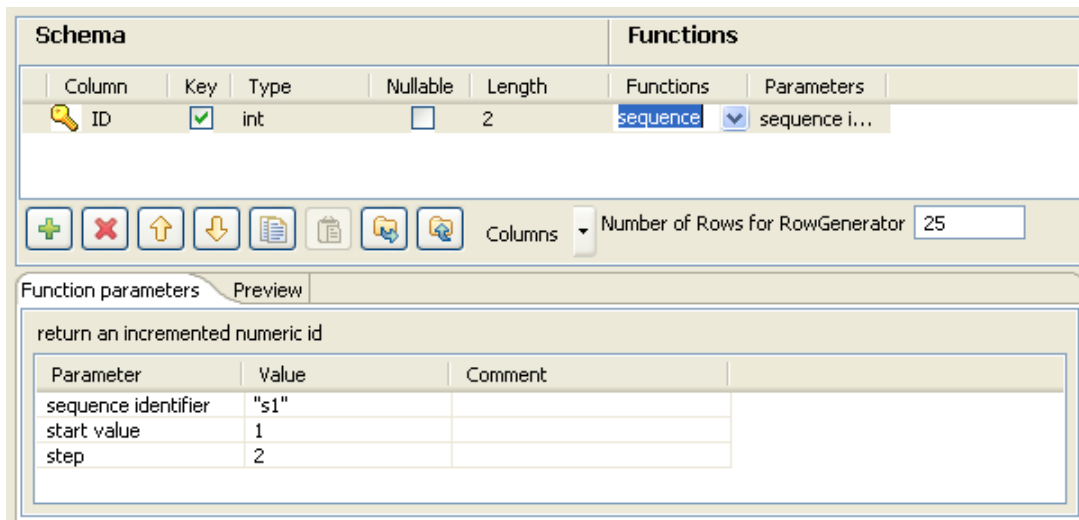 Schema Functions
Column Key Type Nullable Length Functions Parameters
ID int 2 sequence sequence i...
Columns Number of Rows for RowGenerator 25
Function parameters Preview
return an incremented numeric id
Parameter Value Comment
sequence identifier "s1"
start value 1
step 2